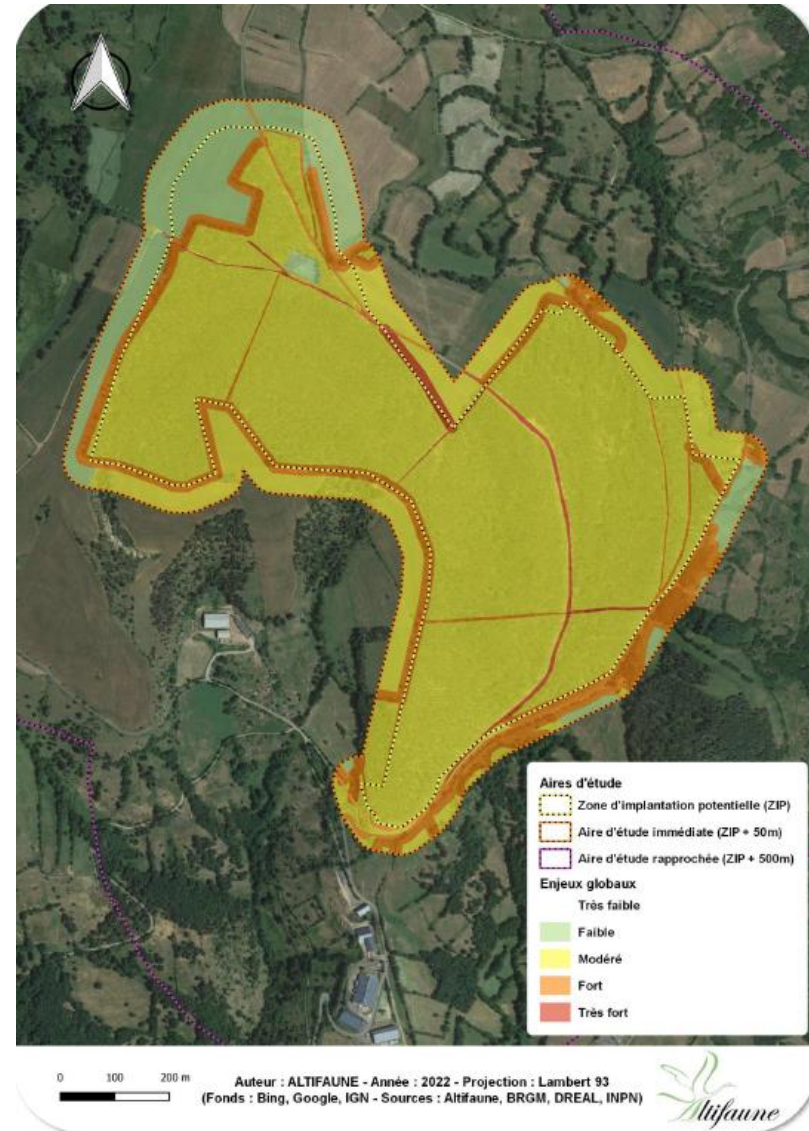 Aires d'étude
Zone d'implantation potentielle (ZIP)
Aire d'étude immédiate (ZIP + 50m)
Aire d'étude rapprochée (ZIP + 500m)
Enjeux globaux
Très faible
Faible
Modéré
Fort
Très fort
0 100 200 m
Auteur : ALTIFAUNE - Année : 2022 - Projection : Lambert 93
(Fonds : Bing, Google, IGN - Sources : Altifaune, BRGM, DREAL, INPN)
Altifaune